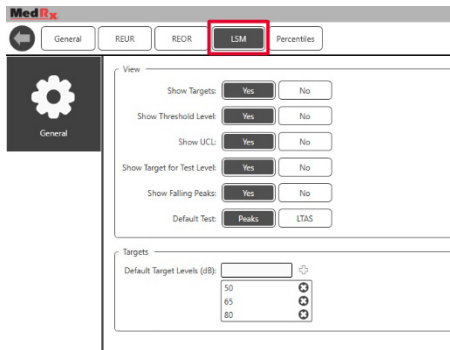 MedRx
General REUR REOR LSM Percentiles
General
View
Show Targets: Yes No
Show Threshold Level: Yes No
Show UCL: Yes No
Show Target for Test Level: Yes No
Show Falling Peaks: Yes No
Default Test: Peaks LTAS
Targets
Default Target Levels (dB):
50
65
80